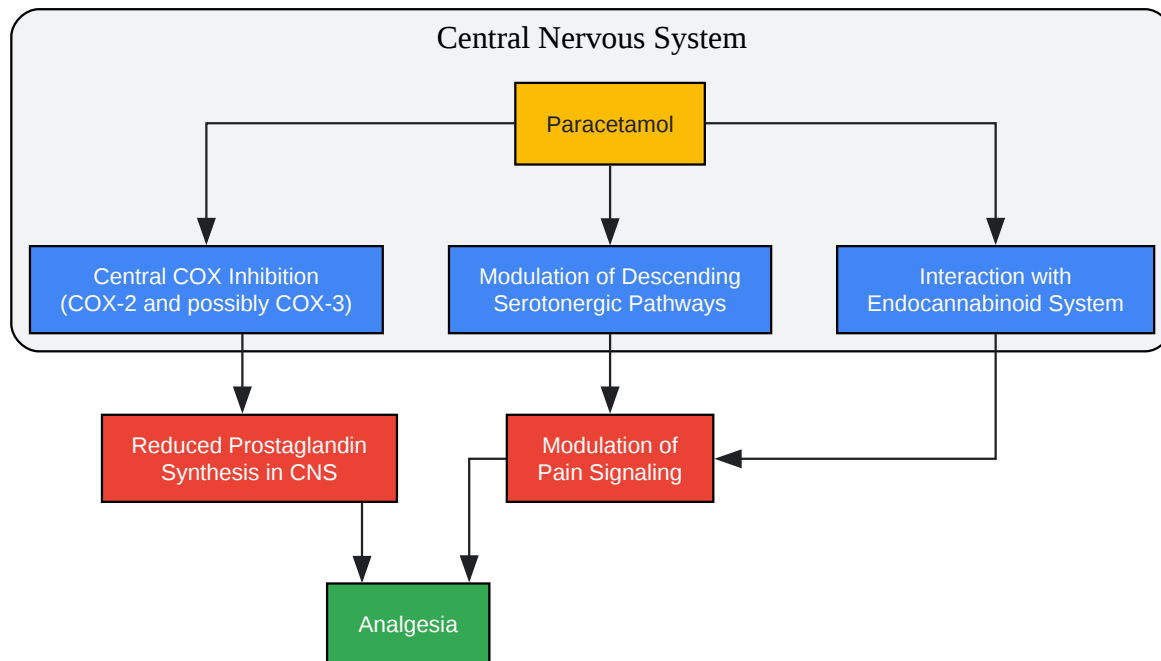 Central Nervous System
Paracetamol
Central COX Inhibition
(COX-2 and possibly COX-3)
Modulation of Descending
Serotonergic Pathways
Interaction with
Endocannabinoid System
Reduced Prostaglandin
Synthesis in CNS
Modulation of
Pain Signaling
Analgesia